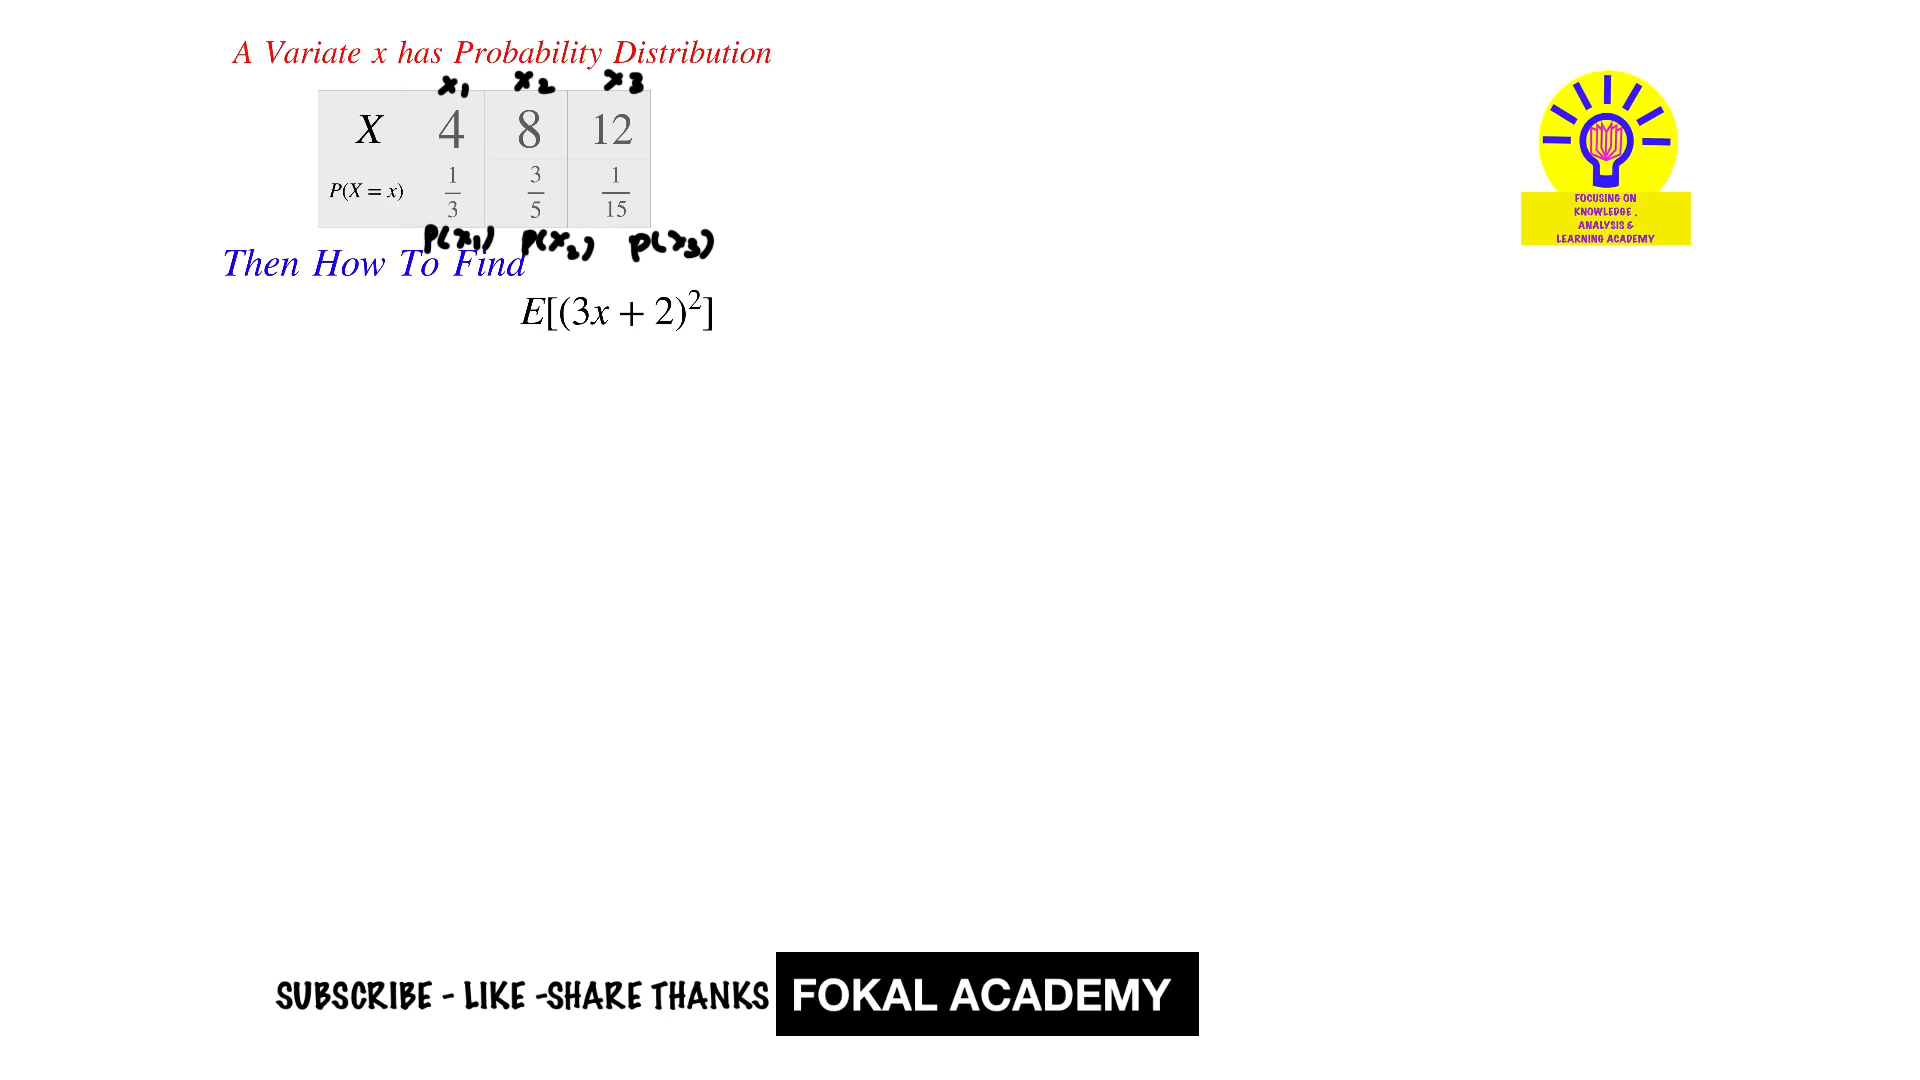 A Variate x has Probability Distribution
x₁ x₂ x₃
X 4 8 12
P(X = x) 1/3 3/5 1/15
P(x₁) P(x₂) P(x₃)
Then How To Find
E[(3x + 2)²]
FOCUSING ON
KNOWLEDGE ,
ANALYSIS &
LEARNING ACADEMY
SUBSCRIBE - LIKE -SHARE THANKS FOKAL ACADEMY